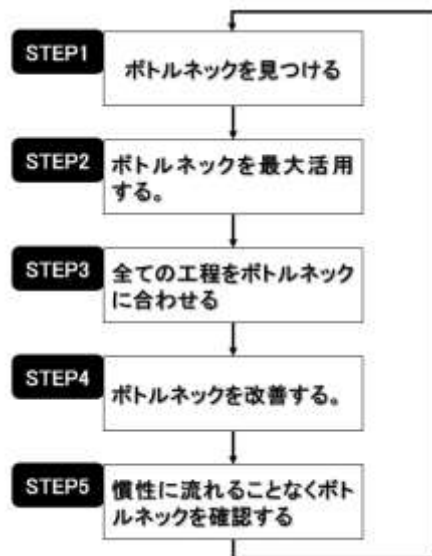 STEP1
ボトルネックを見つける
STEP2
ボトルネックを最大活用
する。
STEP3
全ての工程をボトルネック
に合わせる
STEP4
ボトルネックを改善する。
STEP5
慣性に流れることなくボト
ルネックを確認する